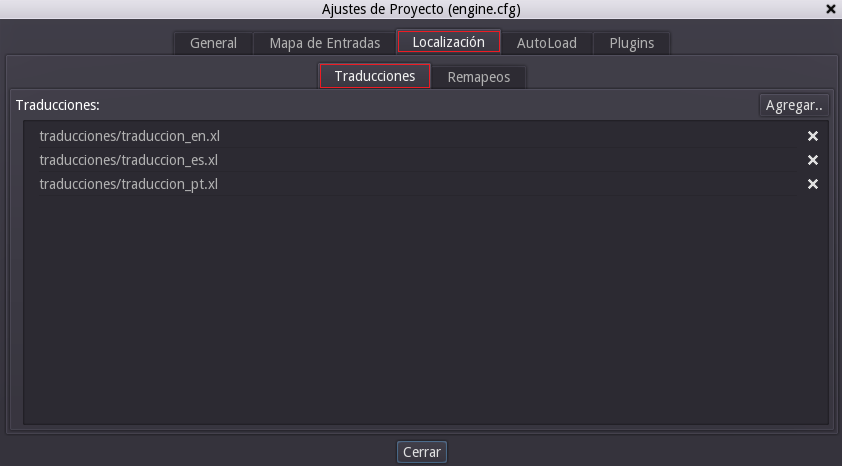 Ajustes de Proyecto (engine.cfg)
General Mapa de Entradas Localización AutoLoad Plugins
Traducciones Remapeos
Traducciones: Agregar..
traducciones/traduccion_en.xl
traducciones/traduccion_es.xl
traducciones/traduccion_pt.xl
Cerrar